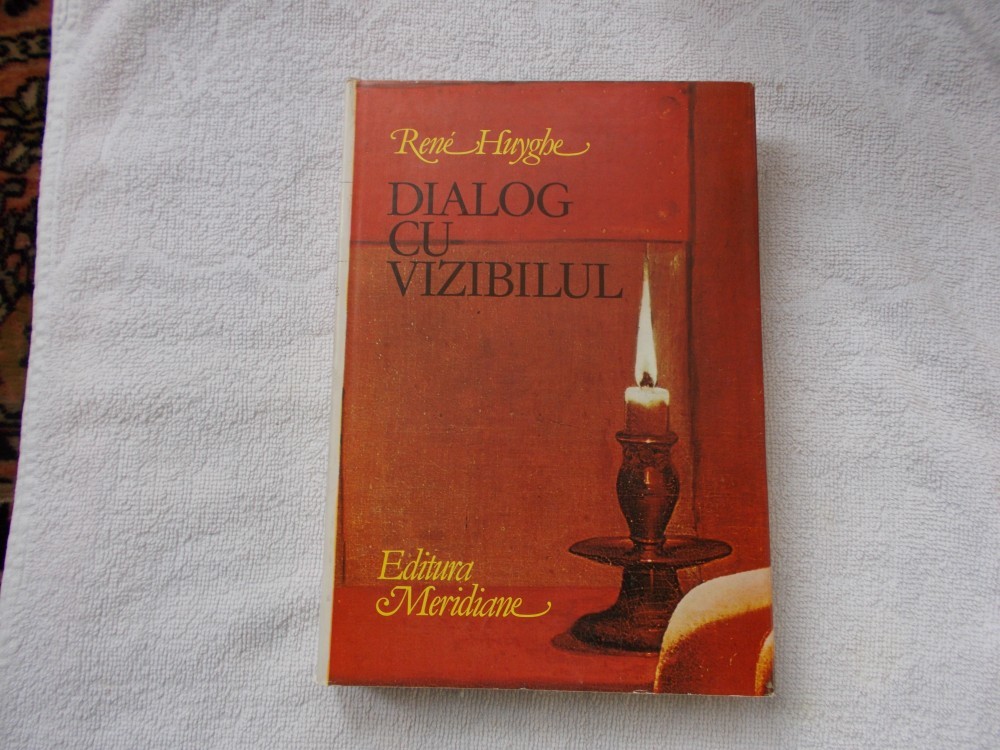 René Huyghe
DIALOG
CU
VIZIBILUL
Editura
Meridiane